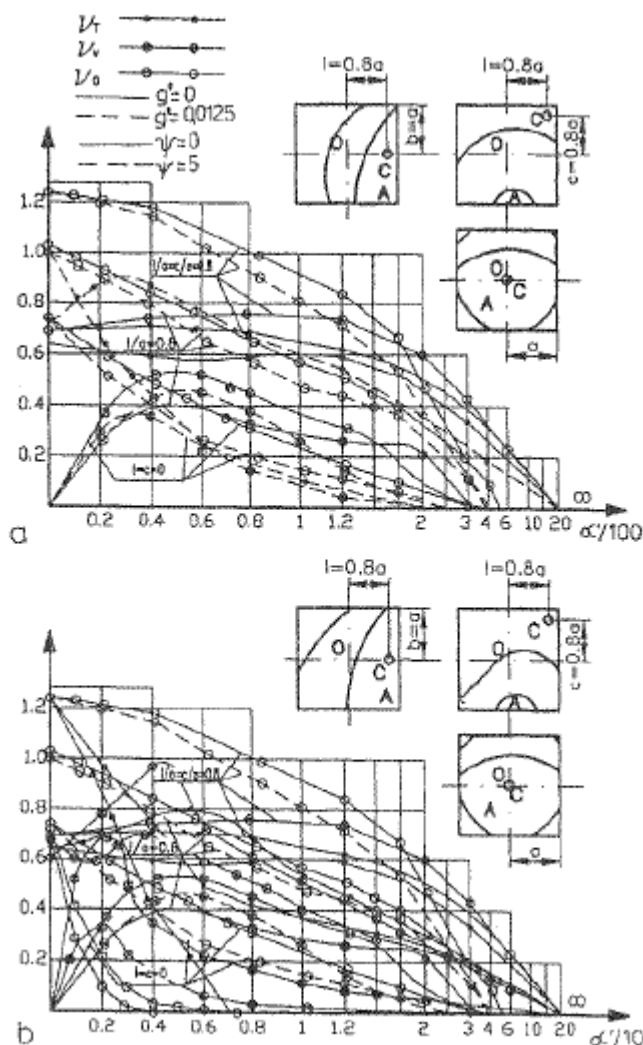 ν_T
ν_v
ν_o
g'=0
g'=0,0125
ψ=0
ψ=5
l=0.8a
l=0.8a
b=a
c=0.8a
O
C
A
O
C
A
O
C
A
a
1.2
1.0
0.8
0.6
0.4
0.2
l/a=c/a=0.8
l/a=0.8
l=c=0
0.2 0.4 0.6 0.8 1 1.2 2 3 4 6 10 20 ∞
α'/100
a
l=0.8a
l=0.8a
b=a
c=0.8a
O
C
A
O
C
A
O
C
A
a
1.2
1.0
0.8
0.6
0.4
0.2
l/a=c/a=0.8
l/a=0.8
l=c=0
0.2 0.4 0.6 0.8 1 1.2 2 3 4 6 10 20 ∞
α'/10
b